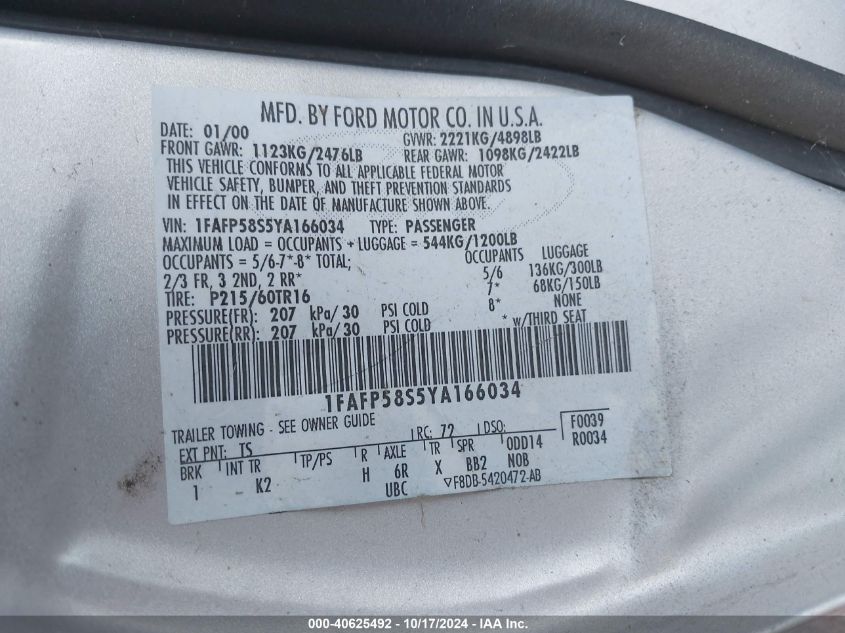 MFD. BY FORD MOTOR CO. IN U.S.A.
DATE: 01/00 GVWR: 2221KG/4898LB
FRONT GAWR: 1123KG/2476LB REAR GAWR: 1098KG/2422LB
THIS VEHICLE CONFORMS TO ALL APPLICABLE FEDERAL MOTOR
VEHICLE SAFETY, BUMPER, AND THEFT PREVENTION STANDARDS
IN EFFECT ON THE DATE OF MANUFACTURE SHOWN ABOVE.
VIN: 1FAFP58S5YA166034 TYPE: PASSENGER
MAXIMUM LOAD = OCCUPANTS + LUGGAGE = 544KG/1200LB
OCCUPANTS = 5/6-7*-8* TOTAL; OCCUPANTS LUGGAGE
2/3 FR, 3 2ND, 2 RR* 5/6 136KG/300LB
TIRE: P215/60TR16 7* 68KG/150LB
PRESSURE(FR): 207 kPa/30 PSI COLD 8* NONE
PRESSURE(RR): 207 kPa/30 PSI COLD * w/THIRD SEAT
1FAFP58S5YA166034
TRAILER TOWING - SEE OWNER GUIDE F0039
EXT PNT: TS RC: 72 DSO: R0034
BRK INT TR TP/PS R AXLE TR SPR ODD14
1 K2 H 6R X BB2 NOB
UBC ▽F8DB-5420472-AB
000-40625492 - 10/17/2024 - IAAI.com